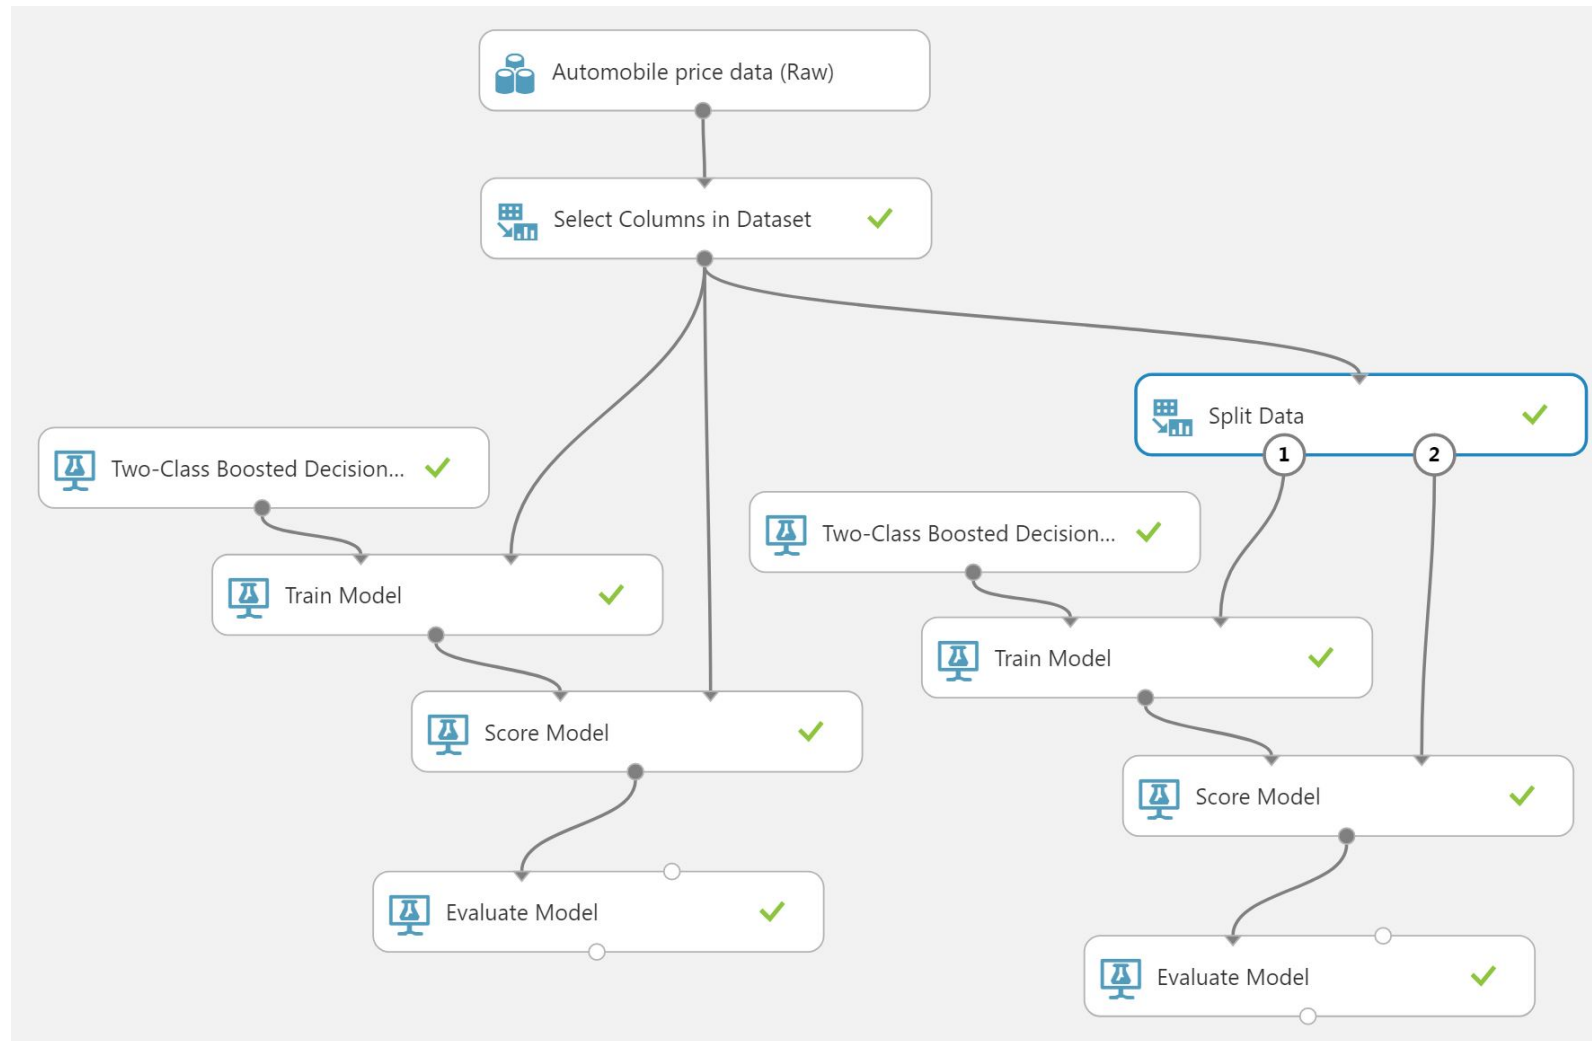 Automobile price data (Raw)
Select Columns in Dataset
Split Data
1 2
Two-Class Boosted Decision...
Two-Class Boosted Decision...
Train Model
Train Model
Score Model
Score Model
Evaluate Model
Evaluate Model